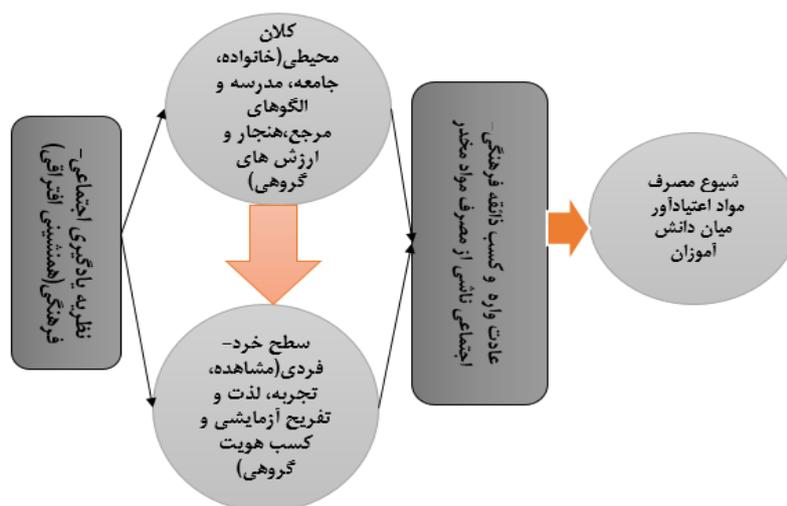 نظریه یادگیری اجتماعی-
فرهنگی(همنشینی افتراقی)
کلان
محیطی(خانواده،
جامعه، مدرسه و
الگوهای
مرجع،هنجار و
ارزش های
گروهی)
سطح خرد-
فردی(مشاهده،
تجربه، لذت و
تفریح آزمایشی و
کسب هویت
گروهی)
عادت واره و کسب ذائقه فرهنگی-
اجتماعی ناشی از مصرف مواد مخدر
شیوع مصرف
مواد اعتیادآور
میان دانش
آموزان